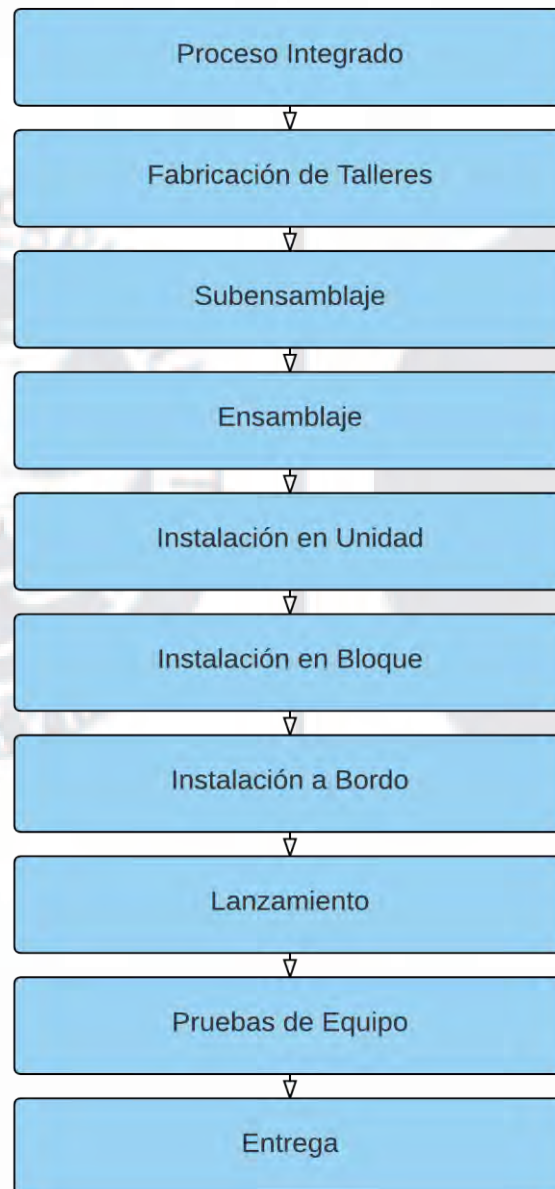 Proceso Integrado
Fabricación de Talleres
Subensamblaje
Ensamblaje
Instalación en Unidad
Instalación en Bloque
Instalación a Bordo
Lanzamiento
Pruebas de Equipo
Entrega